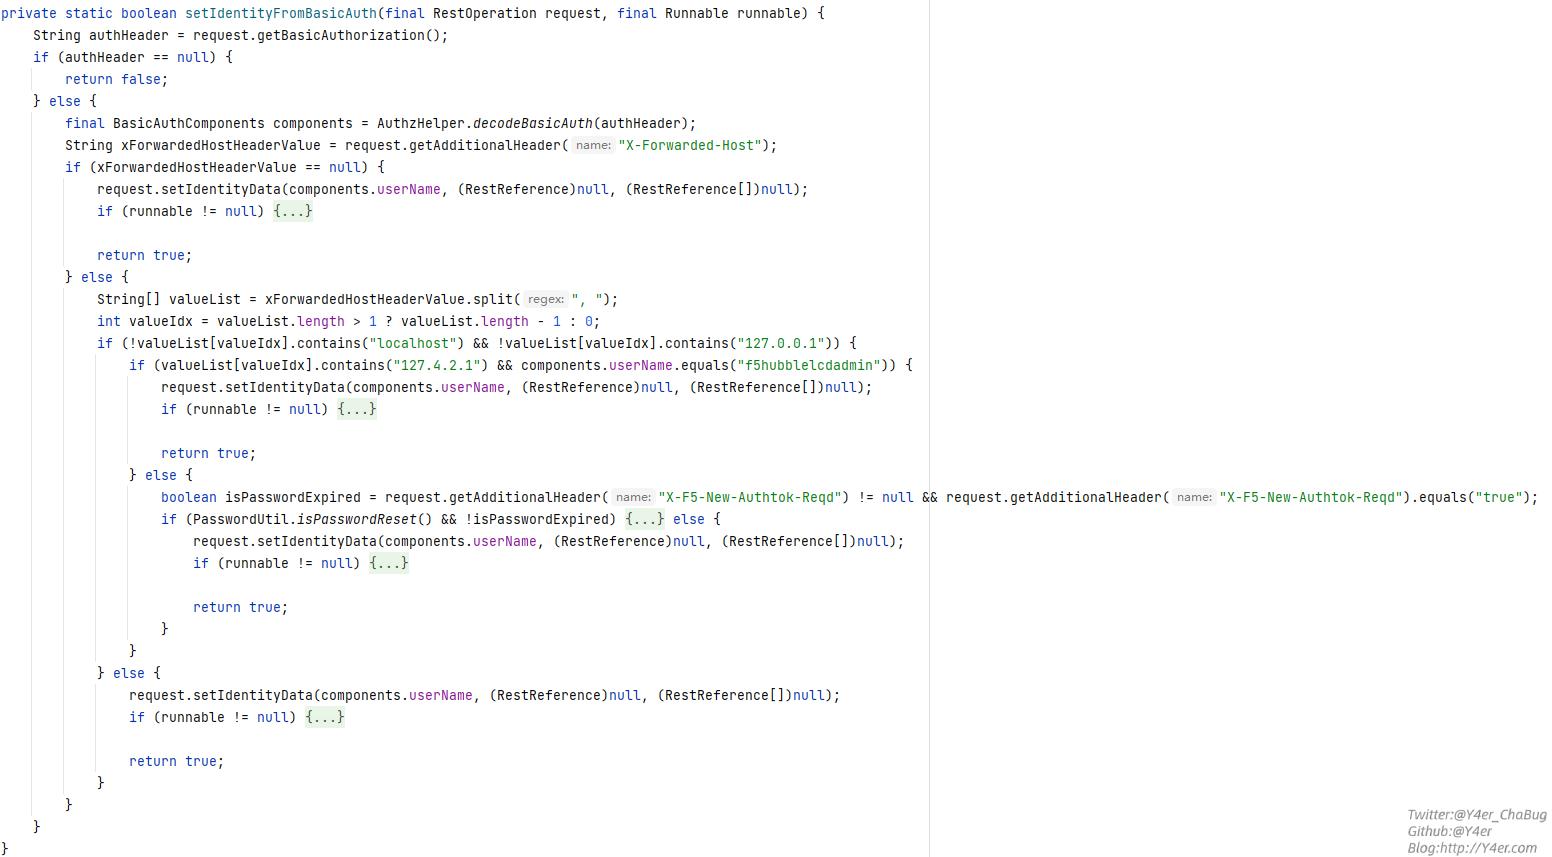 private static boolean setIdentityFromBasicAuth(final RestOperation request, final Runnable runnable) {
    String authHeader = request.getBasicAuthorization();
    if (authHeader == null) {
        return false;
    } else {
        final BasicAuthComponents components = AuthzHelper.decodeBasicAuth(authHeader);
        String xForwardedHostHeaderValue = request.getAdditionalHeader( name: "X-Forwarded-Host");
        if (xForwardedHostHeaderValue == null) {
            request.setIdentityData(components.userName, (RestReference)null, (RestReference[])null);
            if (runnable != null) {...}
            return true;
        } else {
            String[] valueList = xForwardedHostHeaderValue.split( regex: ", ");
            int valueIdx = valueList.length > 1 ? valueList.length - 1 : 0;
            if (!valueList[valueIdx].contains("localhost") && !valueList[valueIdx].contains("127.0.0.1")) {
                if (valueList[valueIdx].contains("127.4.2.1") && components.userName.equals("f5hubblelcdadmin")) {
                    request.setIdentityData(components.userName, (RestReference)null, (RestReference[])null);
                    if (runnable != null) {...}
                    return true;
                } else {
                    boolean isPasswordExpired = request.getAdditionalHeader( name: "X-F5-New-Authtok-Reqd") != null && request.getAdditionalHeader( name: "X-F5-New-Authtok-Reqd").equals("true");
                    if (PasswordUtil.isPasswordReset() && !isPasswordExpired) {...} else {
                        request.setIdentityData(components.userName, (RestReference)null, (RestReference[])null);
                        if (runnable != null) {...}
                        return true;
                    }
                }
            } else {
                request.setIdentityData(components.userName, (RestReference)null, (RestReference[])null);
                if (runnable != null) {...}
                return true;
            }
        }
    }
}
Twitter:@Y4er_ChaBug
Github:@Y4er
Blog:http://Y4er.com